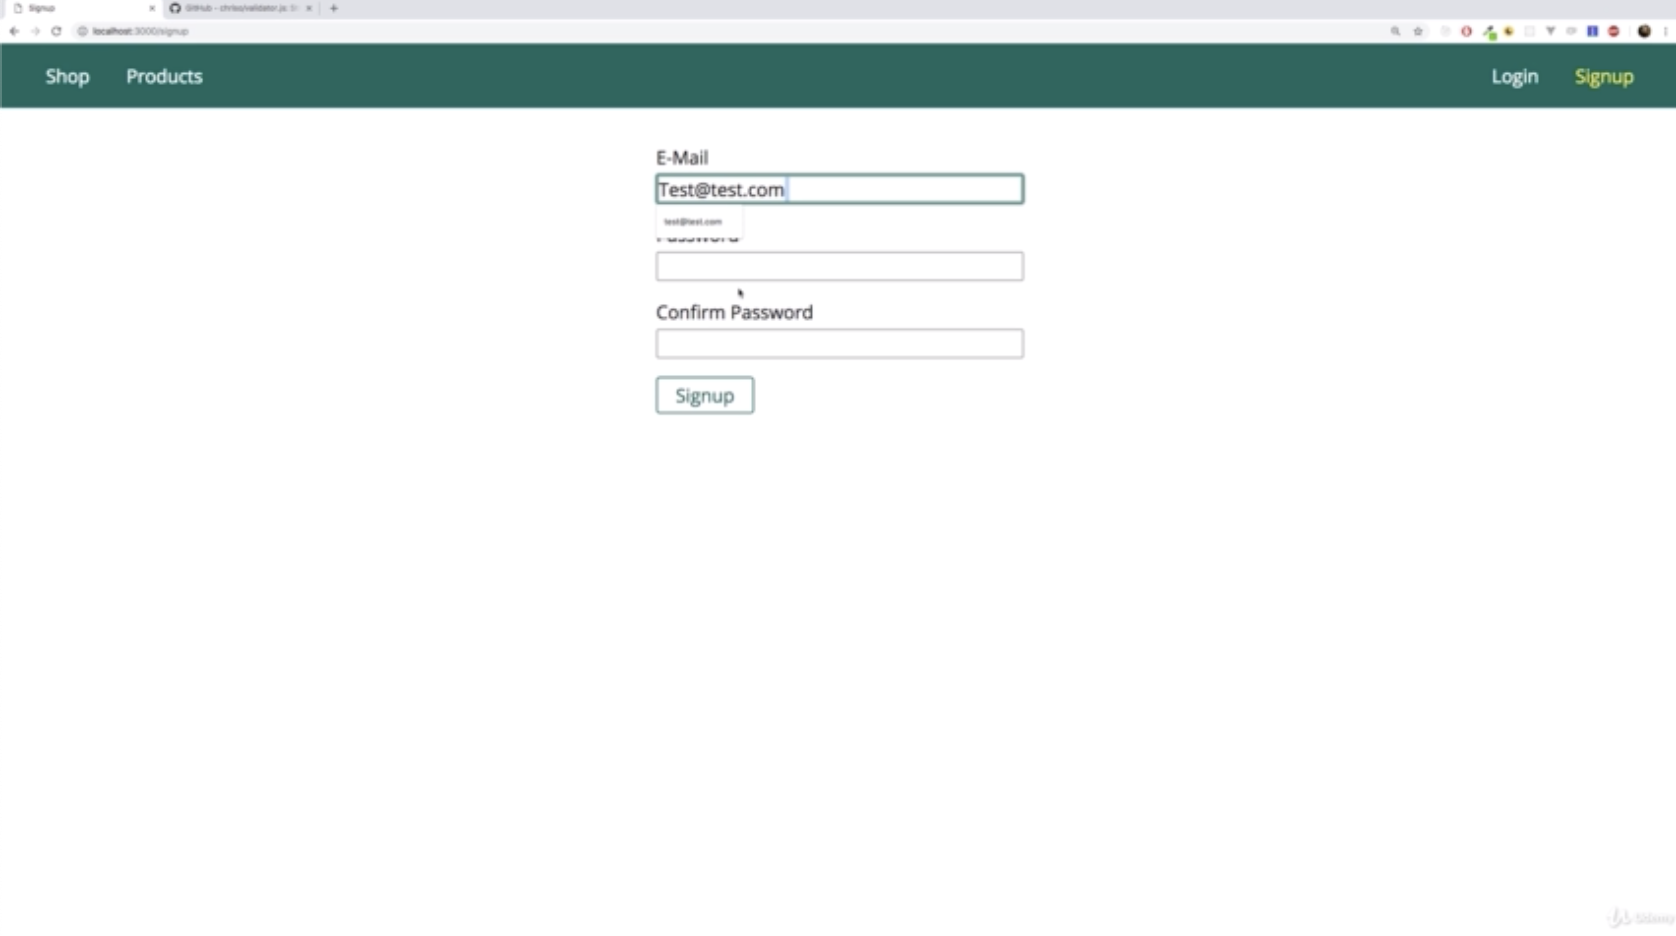 Signup
GitHub - chriso/validator.js: St
localhost:3000/signup
Shop Products Login Signup
E-Mail
Test@test.com
test@test.com
Password
Confirm Password
Signup
Udemy